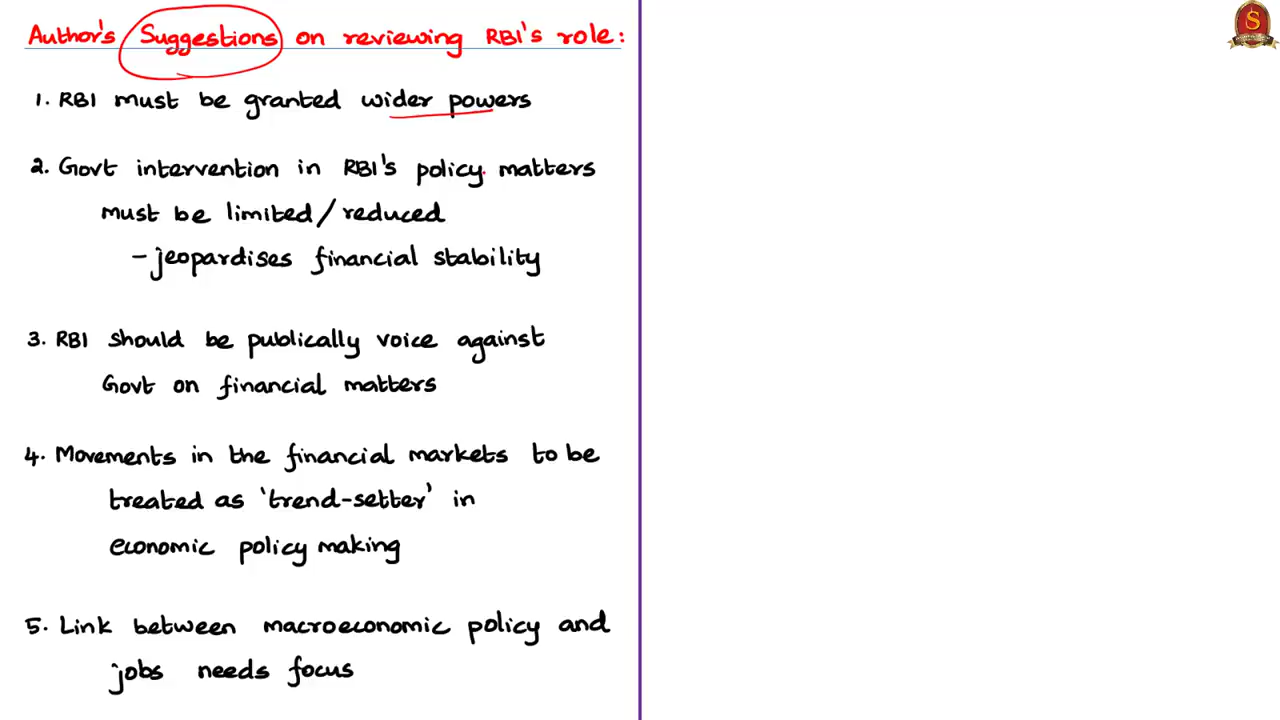 Author's Suggestions on reviewing RBI's role:
1. RBI must be granted wider powers
2. Govt intervention in RBI's policy matters
must be limited/reduced
- jeopardises financial stability
3. RBI should be publically voice against
Govt on financial matters
4. Movements in the financial markets to be
treated as 'trend-setter' in
economic policy making
5. Link between macroeconomic policy and
jobs needs focus
S